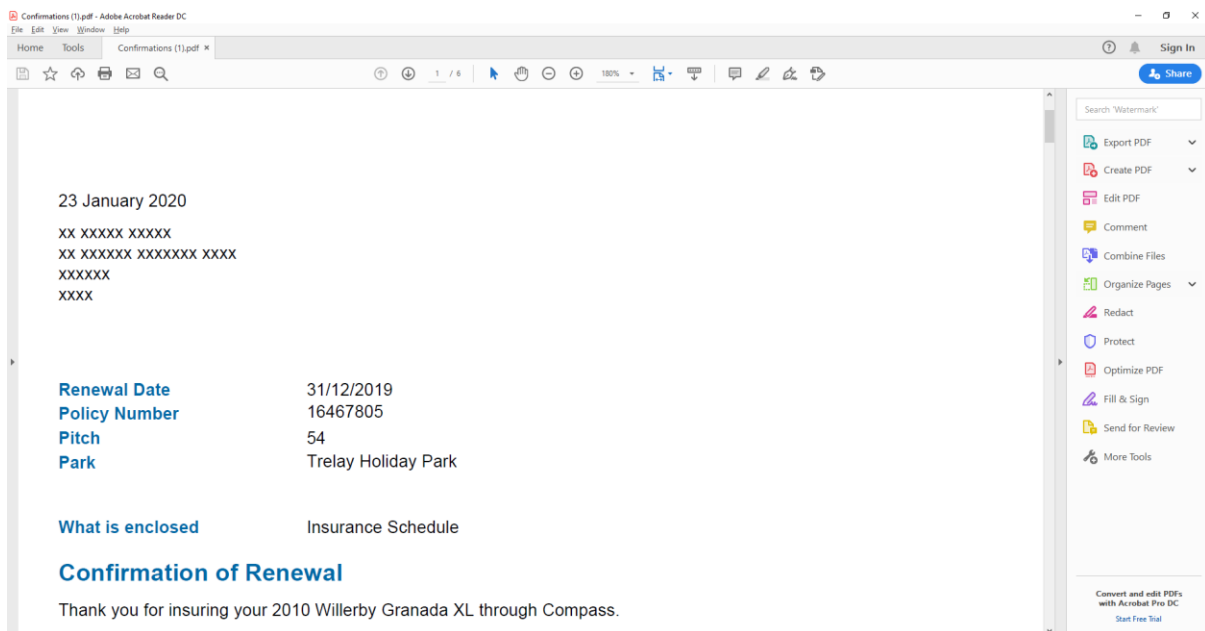 Confirmations (1).pdf - Adobe Acrobat Reader DC
File Edit View Window Help
Home Tools Confirmations (1).pdf × Sign In
1 / 6 180% Share
23 January 2020
xx xxxxx xxxxx
xx xxxxxx xxxxxxx xxxx
xxxxxx
xxxx
Renewal Date 31/12/2019
Policy Number 16467805
Pitch 54
Park Trelay Holiday Park
What is enclosed Insurance Schedule
Confirmation of Renewal
Thank you for insuring your 2010 Willerby Granada XL through Compass.
Search 'Watermark'
Export PDF
Create PDF
Edit PDF
Comment
Combine Files
Organize Pages
Redact
Protect
Optimize PDF
Fill & Sign
Send for Review
More Tools
Convert and edit PDFs
with Acrobat Pro DC
Start Free Trial